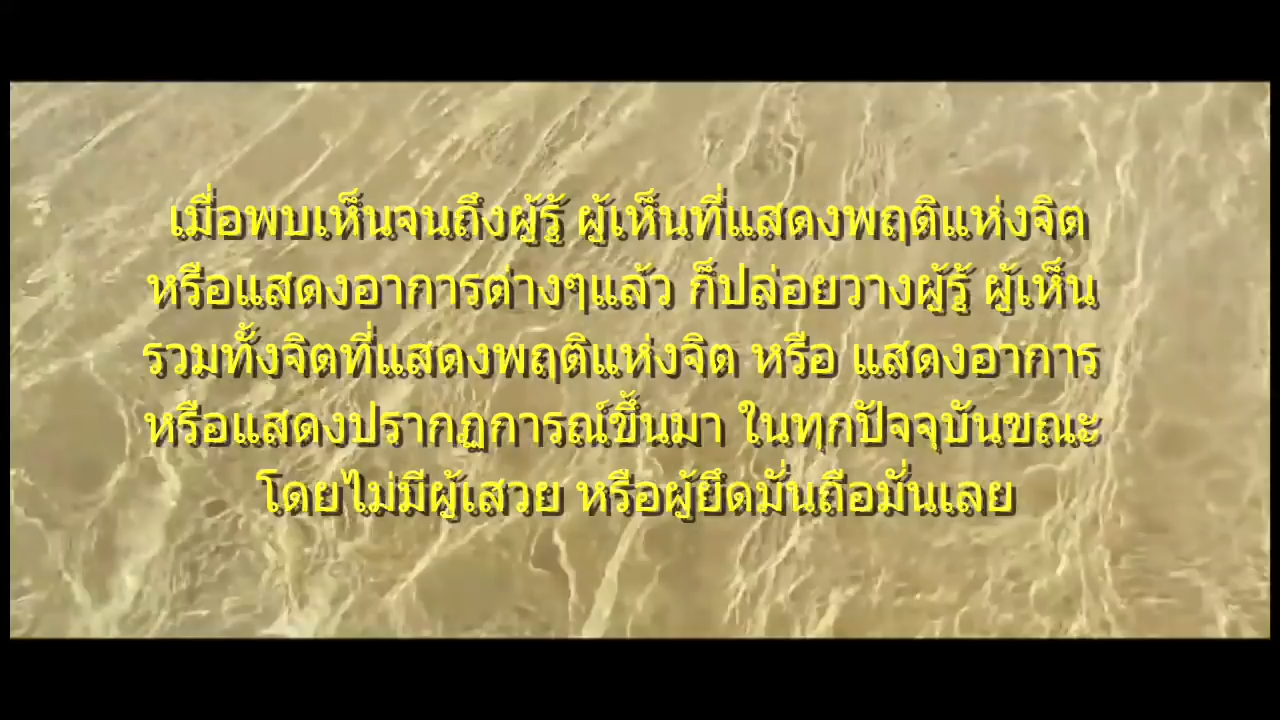 เมื่อพบเห็นจนถึงผู้รู้ ผู้เห็นที่แสดงพฤติแห่งจิต
หรือแสดงอาการต่างๆแล้ว ก็ปล่อยวางผู้รู้ ผู้เห็น
รวมทั้งจิตที่แสดงพฤติแห่งจิต หรือ แสดงอาการ
หรือแสดงปรากฏการณ์ขึ้นมา ในทุกปัจจุบันขณะ
โดยไม่มีผู้เสวย หรือผู้ยึดมั่นถือมั่นเลย